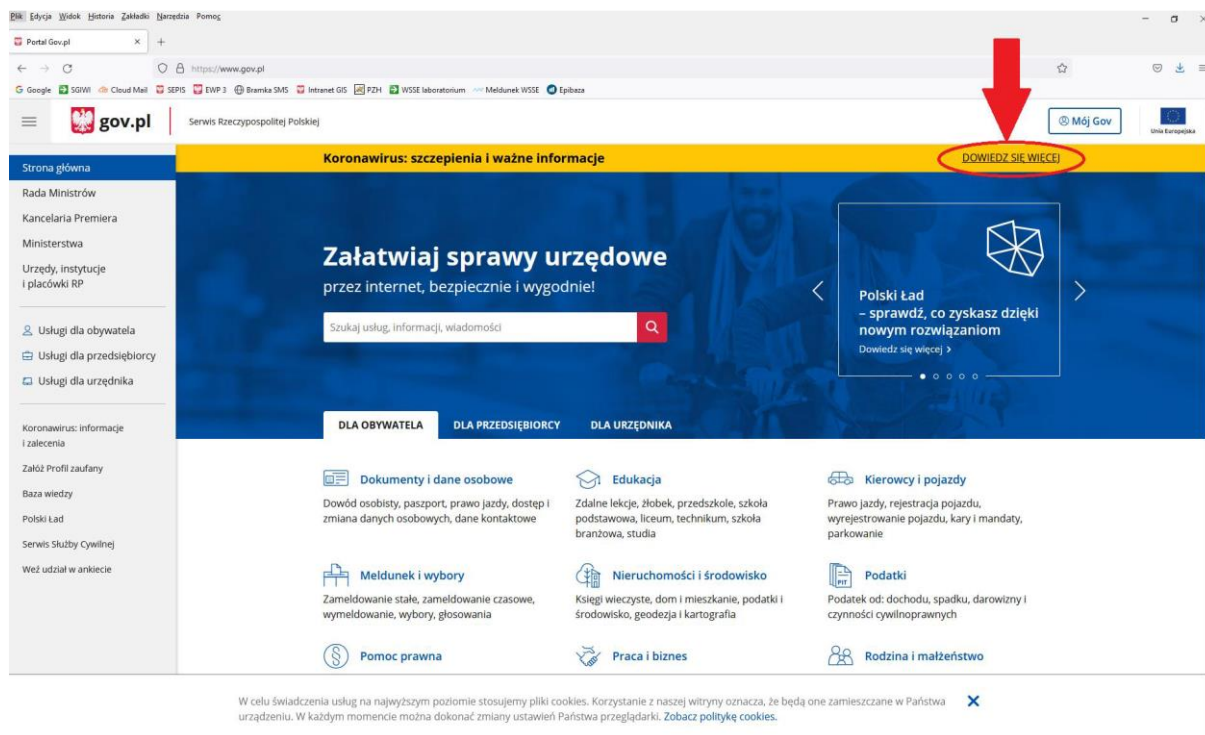 Plik Edycja Widok Historia Zakładki Narzędzia Pomoc
Portal Gov.pl
https://www.gov.pl
Google SGIWI Cloud Mail SEPIS EWP 3 Bramka SMS Intranet GIS PZH WSSE laboratorium Meldunek WSSE Epibaza
gov.pl
Serwis Rzeczypospolitej Polskiej
Mój Gov
Unia Europejska
Strona główna
Rada Ministrów
Kancelaria Premiera
Ministerstwa
Urzędy, instytucje
i placówki RP
Usługi dla obywatela
Usługi dla przedsiębiorcy
Usługi dla urzędnika
Koronawirus: informacje
i zalecenia
Załóż Profil zaufany
Baza wiedzy
Polski Ład
Serwis Służby Cywilnej
Weź udział w ankiecie
Koronawirus: szczepienia i ważne informacje
DOWIEDZ SIĘ WIĘCEJ
Załatwiaj sprawy urzędowe
przez internet, bezpiecznie i wygodnie!
Szukaj usług, informacji, wiadomości
Polski Ład
– sprawdź, co zyskasz dzięki
nowym rozwiązaniom
Dowiedz się więcej >
DLA OBYWATELA DLA PRZEDSIĘBIORCY DLA URZĘDNIKA
Dokumenty i dane osobowe
Dowód osobisty, paszport, prawo jazdy, dostęp i
zmiana danych osobowych, dane kontaktowe
Edukacja
Zdalne lekcje, żłobek, przedszkole, szkoła
podstawowa, liceum, technikum, szkoła
branżowa, studia
Kierowcy i pojazdy
Prawo jazdy, rejestracja pojazdu,
wyrejestrowanie pojazdu, kary i mandaty,
parkowanie
Meldunek i wybory
Zameldowanie stałe, zameldowanie czasowe,
wymeldowanie, wybory, głosowania
Nieruchomości i środowisko
Księgi wieczyste, dom i mieszkanie, podatki i
środowisko, geodezja i kartografia
PIT
Podatki
Podatek od: dochodu, spadku, darowizny i
czynności cywilnoprawnych
§
Pomoc prawna
Praca i biznes
Rodzina i małżeństwo
W celu świadczenia usług na najwyższym poziomie stosujemy pliki cookies. Korzystanie z naszej witryny oznacza, że będą one zamieszczane w Państwa
urządzeniu. W każdym momencie można dokonać zmiany ustawień Państwa przeglądarki. Zobacz politykę cookies.